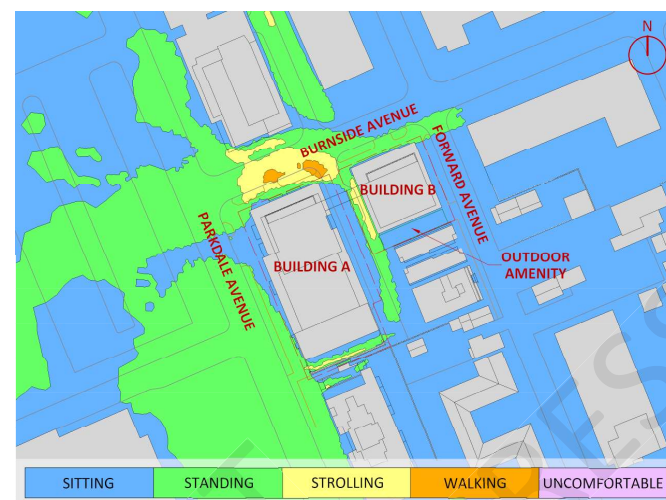 N
BURNSIDE AVENUE
FORWARD AVENUE
BUILDING B
PARKDALE AVENUE
BUILDING A
OUTDOOR
AMENITY
SITTING
STANDING
STROLLING
WALKING
UNCOMFORTABLE